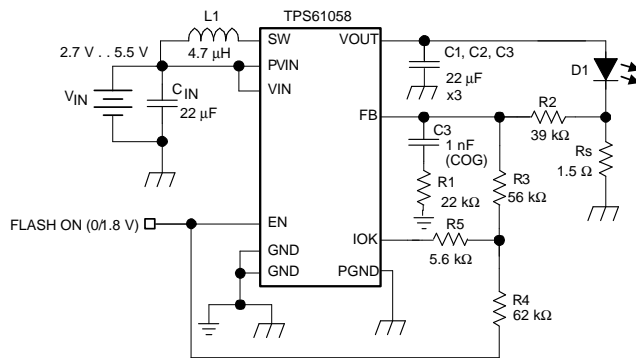 L1
TPS61058
4.7 µH
SW
VOUT
C1, C2, C3
2.7 V . . 5.5 V
PVIN
22 µF
x3
D1
VIN
CIN
VIN
22 µF
FB
R2
39 kΩ
C3
1 nF
(COG)
Rs
1.5 Ω
R1
22 kΩ
R3
56 kΩ
FLASH ON (0/1.8 V)
EN
IOK
R5
5.6 kΩ
GND
GND
PGND
R4
62 kΩ